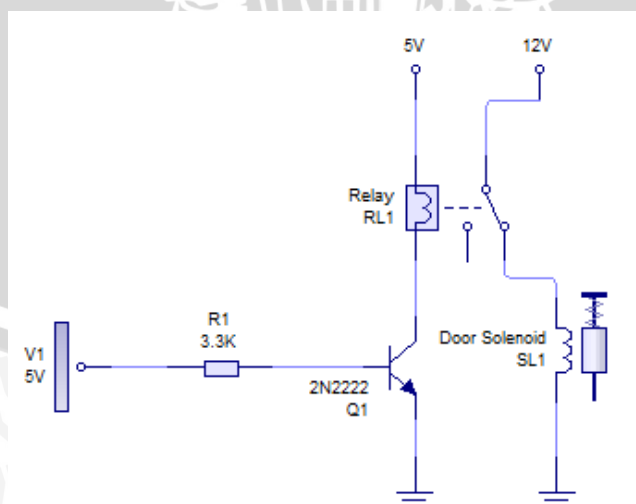 5V
12V
Relay
RL1
R1
3.3K
V1
5V
Door Solenoid
SL1
2N2222
Q1